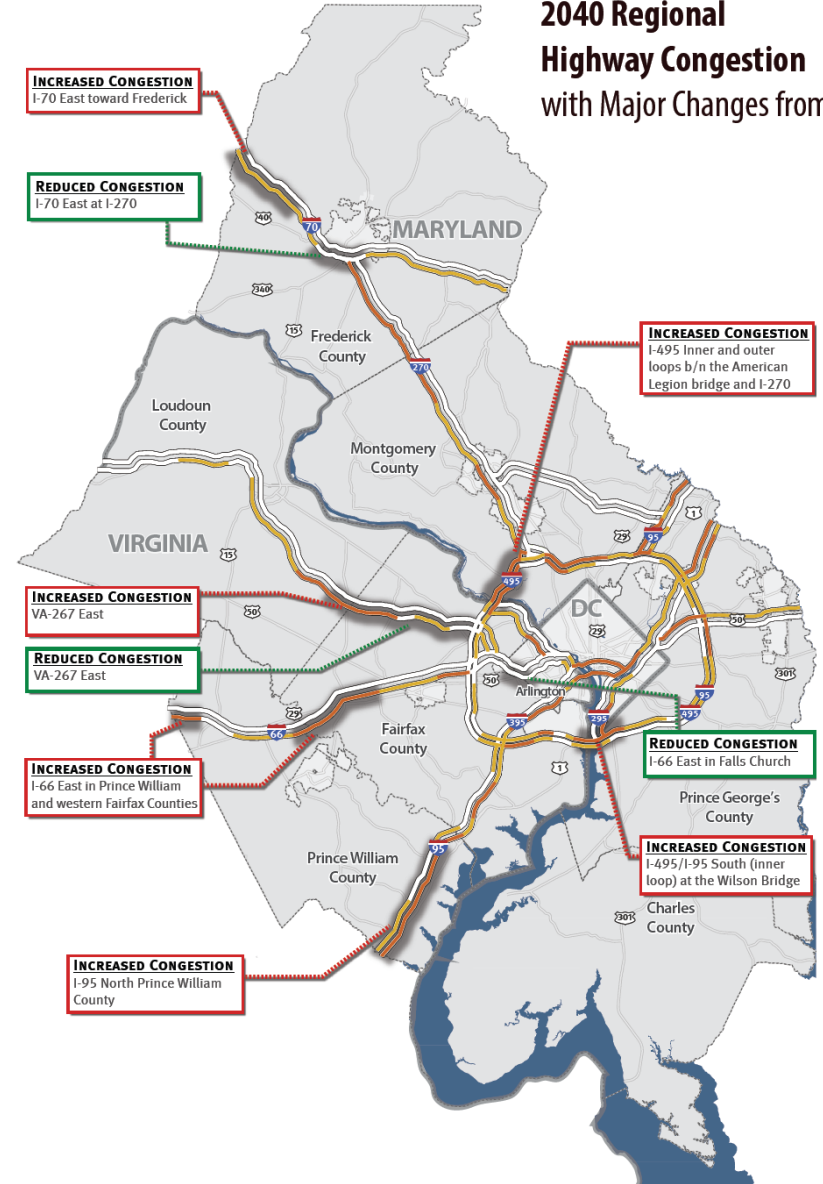 2040 Regional
Highway Congestion
with Major Changes from
INCREASED CONGESTION
I-70 East toward Frederick
REDUCED CONGESTION
I-70 East at I-270
40
70
MARYLAND
340
15
Frederick
County
270
INCREASED CONGESTION
I-495 Inner and outer
loops b/n the American
Legion bridge and I-270
Loudoun
County
Montgomery
County
VIRGINIA
15
1
29
95
495
INCREASED CONGESTION
VA-267 East
50
DC
29
50
REDUCED CONGESTION
VA-267 East
301
50
Arlington
95
29
66
Fairfax
County
395
295
495
REDUCED CONGESTION
I-66 East in Falls Church
INCREASED CONGESTION
I-66 East in Prince William
and western Fairfax Counties
1
Prince George's
County
95
Prince William
County
INCREASED CONGESTION
I-495/I-95 South (inner
loop) at the Wilson Bridge
301
Charles
County
INCREASED CONGESTION
I-95 North Prince William
County